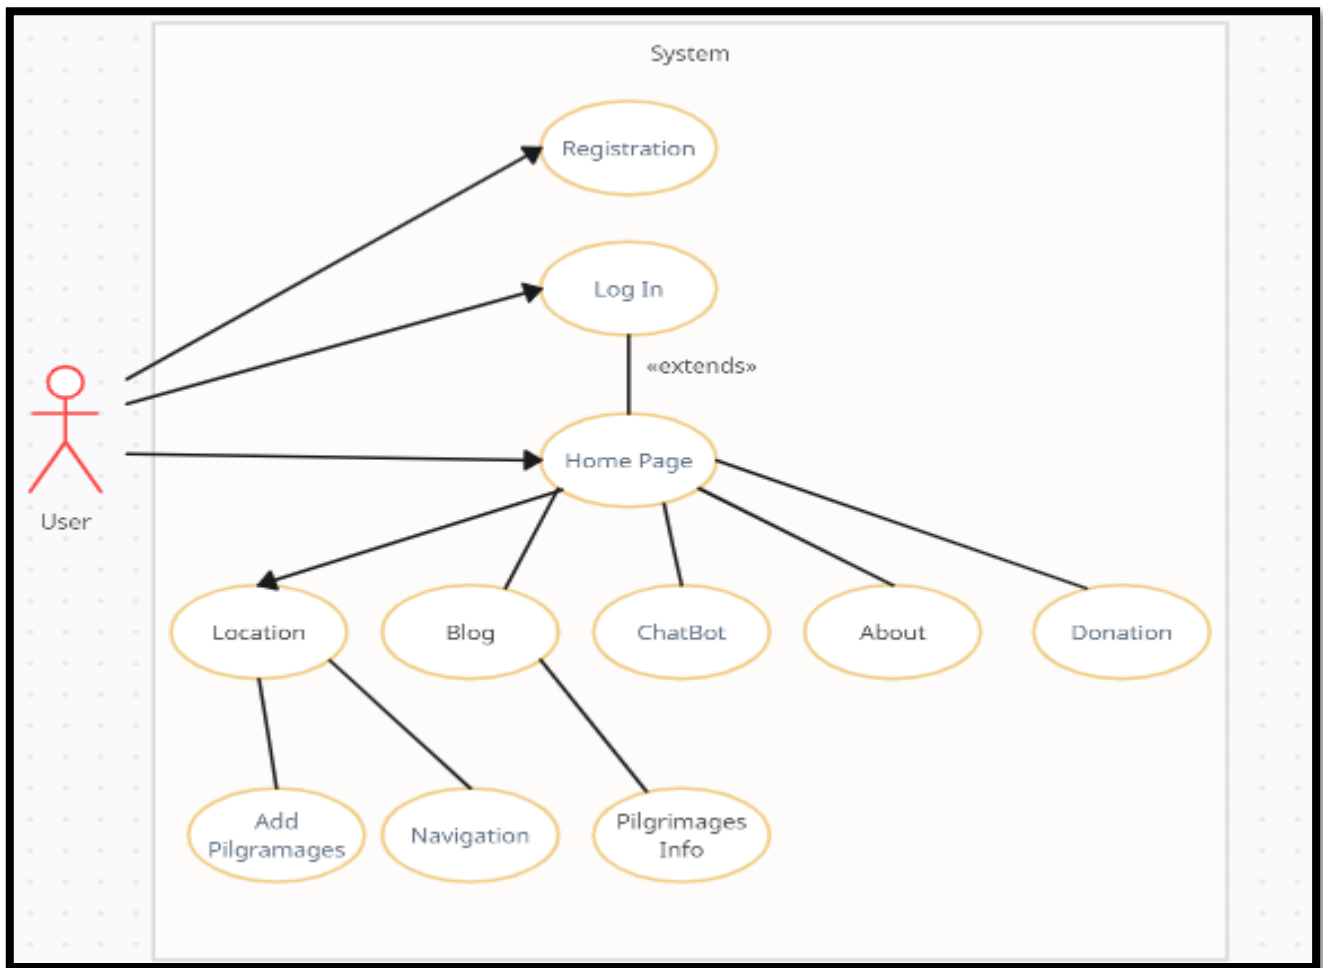 System
Registration
Log In
«extends»
Home Page
User
Location
Blog
ChatBot
About
Donation
Add
Pilgramages
Navigation
Pilgrimages
Info